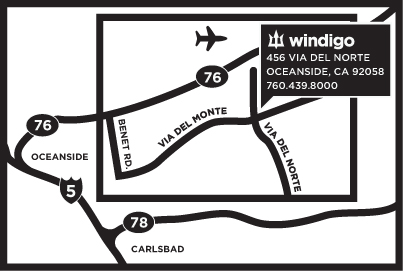 windigo
456 VIA DEL NORTE
OCEANSIDE, CA 92058
760.439.8000
76
76
BENET RD.
VIA DEL MONTE
VIA DEL NORTE
OCEANSIDE
5
78
CARLSBAD